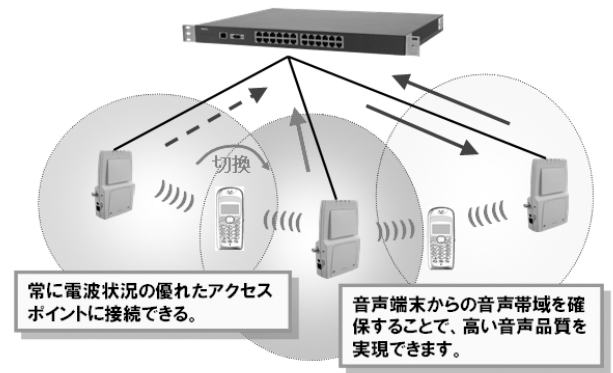 切換
常に電波状況の優れたアクセス
ポイントに接続できる。
音声端末からの音声帯域を確
保することで、高い音声品質を
実現できます。